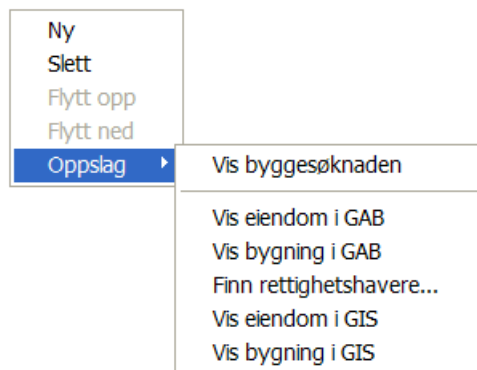 Ny
Slett
Flytt opp
Flytt ned
Oppslag
Vis byggesøknaden
Vis eiendom i GAB
Vis bygning i GAB
Finn rettighetshavere...
Vis eiendom i GIS
Vis bygning i GIS